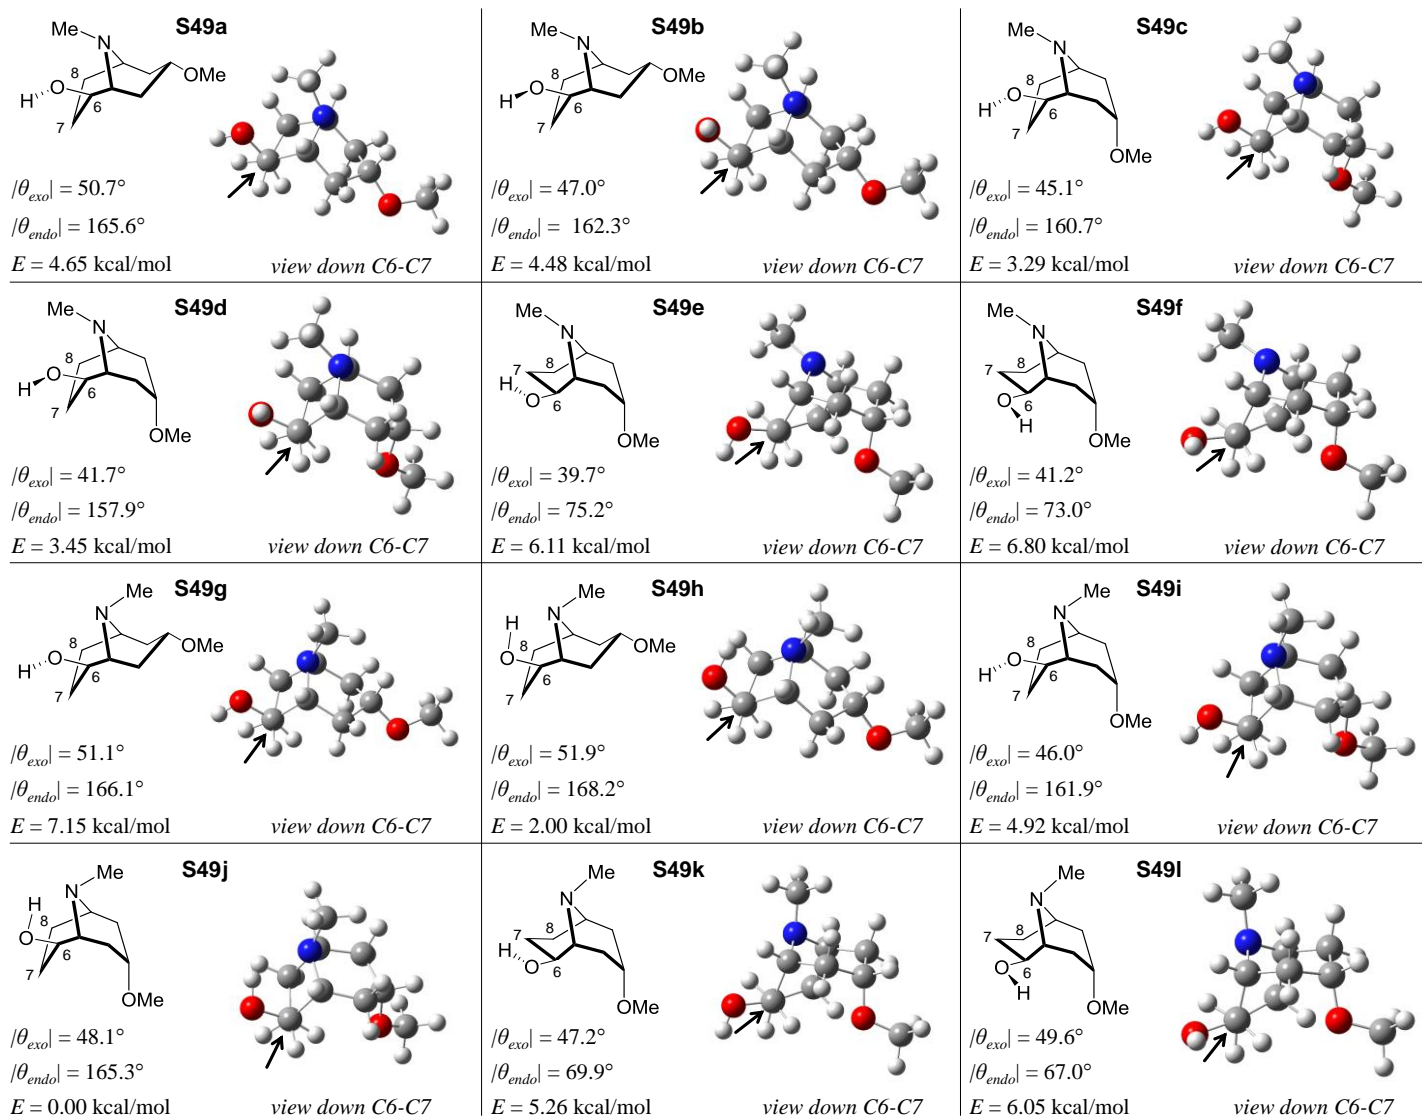 S49a
Me
N
8
O
H
6
7
OMe
|θexo| = 50.7°
|θendo| = 165.6°
E = 4.65 kcal/mol
view down C6-C7
S49b
Me
N
8
O
H
6
7
OMe
|θexo| = 47.0°
|θendo| = 162.3°
E = 4.48 kcal/mol
view down C6-C7
S49c
Me
N
8
H
O
6
7
OMe
|θexo| = 45.1°
|θendo| = 160.7°
E = 3.29 kcal/mol
view down C6-C7
S49d
Me
N
8
O
H
6
7
OMe
|θexo| = 41.7°
|θendo| = 157.9°
E = 3.45 kcal/mol
view down C6-C7
S49e
Me
N
7
8
H
O
6
OMe
|θexo| = 39.7°
|θendo| = 75.2°
E = 6.11 kcal/mol
view down C6-C7
S49f
Me
N
7
8
O
6
H
OMe
|θexo| = 41.2°
|θendo| = 73.0°
E = 6.80 kcal/mol
view down C6-C7
S49g
Me
N
8
O
H
6
7
OMe
|θexo| = 51.1°
|θendo| = 166.1°
E = 7.15 kcal/mol
view down C6-C7
S49h
Me
H
N
8
O
6
7
OMe
|θexo| = 51.9°
|θendo| = 168.2°
E = 2.00 kcal/mol
view down C6-C7
S49i
Me
N
8
H
O
6
7
OMe
|θexo| = 46.0°
|θendo| = 161.9°
E = 4.92 kcal/mol
view down C6-C7
S49j
Me
N
H
8
O
6
7
OMe
|θexo| = 48.1°
|θendo| = 165.3°
E = 0.00 kcal/mol
view down C6-C7
S49k
Me
N
7
8
H
O
6
OMe
|θexo| = 47.2°
|θendo| = 69.9°
E = 5.26 kcal/mol
view down C6-C7
S49l
Me
N
7
8
O
6
H
OMe
|θexo| = 49.6°
|θendo| = 67.0°
E = 6.05 kcal/mol
view down C6-C7